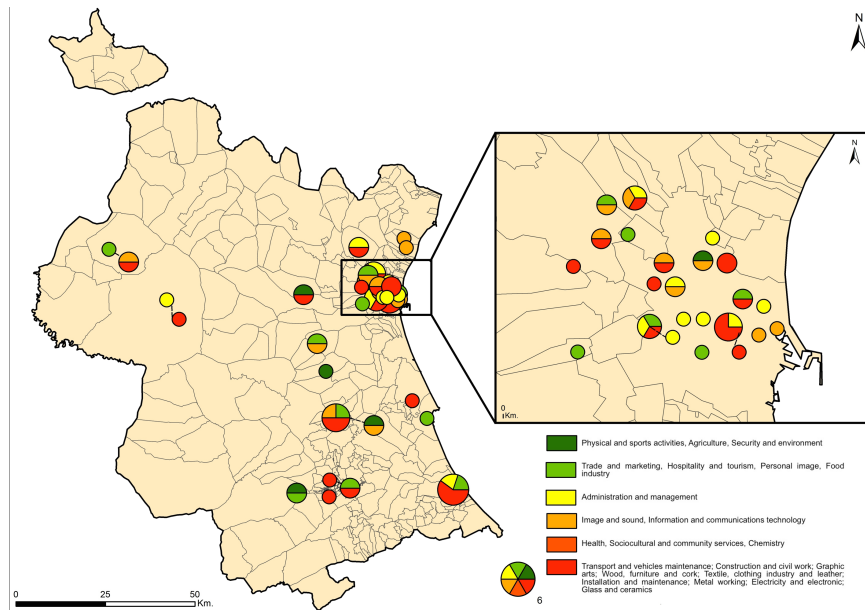 N
N
0
Km.
Physical and sports activities, Agriculture, Security and environment
Trade and marketing, Hospitality and tourism, Personal image, Food
industry
Administration and management
Image and sound, Information and communications technology
Health, Sociocultural and community services, Chemistry
Transport and vehicles maintenance; Construction and civil work; Graphic
arts; Wood, furniture and cork; Textile, clothing industry and leather;
Installation and maintenance; Metal working; Electricity and electronic;
Glass and ceramics
6
0 25 50
Km.